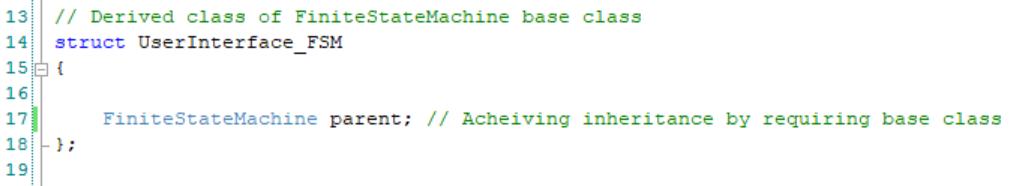 13 // Derived class of FiniteStateMachine base class
14 struct UserInterface_FSM
15 {
16
17 FiniteStateMachine parent; // Acheiving inheritance by requiring base class
18 };
19